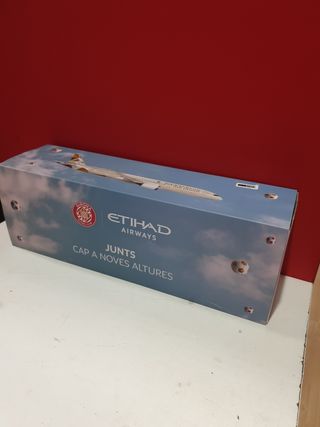 ETIHAD
AIRWAYS
JUNTS
CAP A NOVES ALTURES